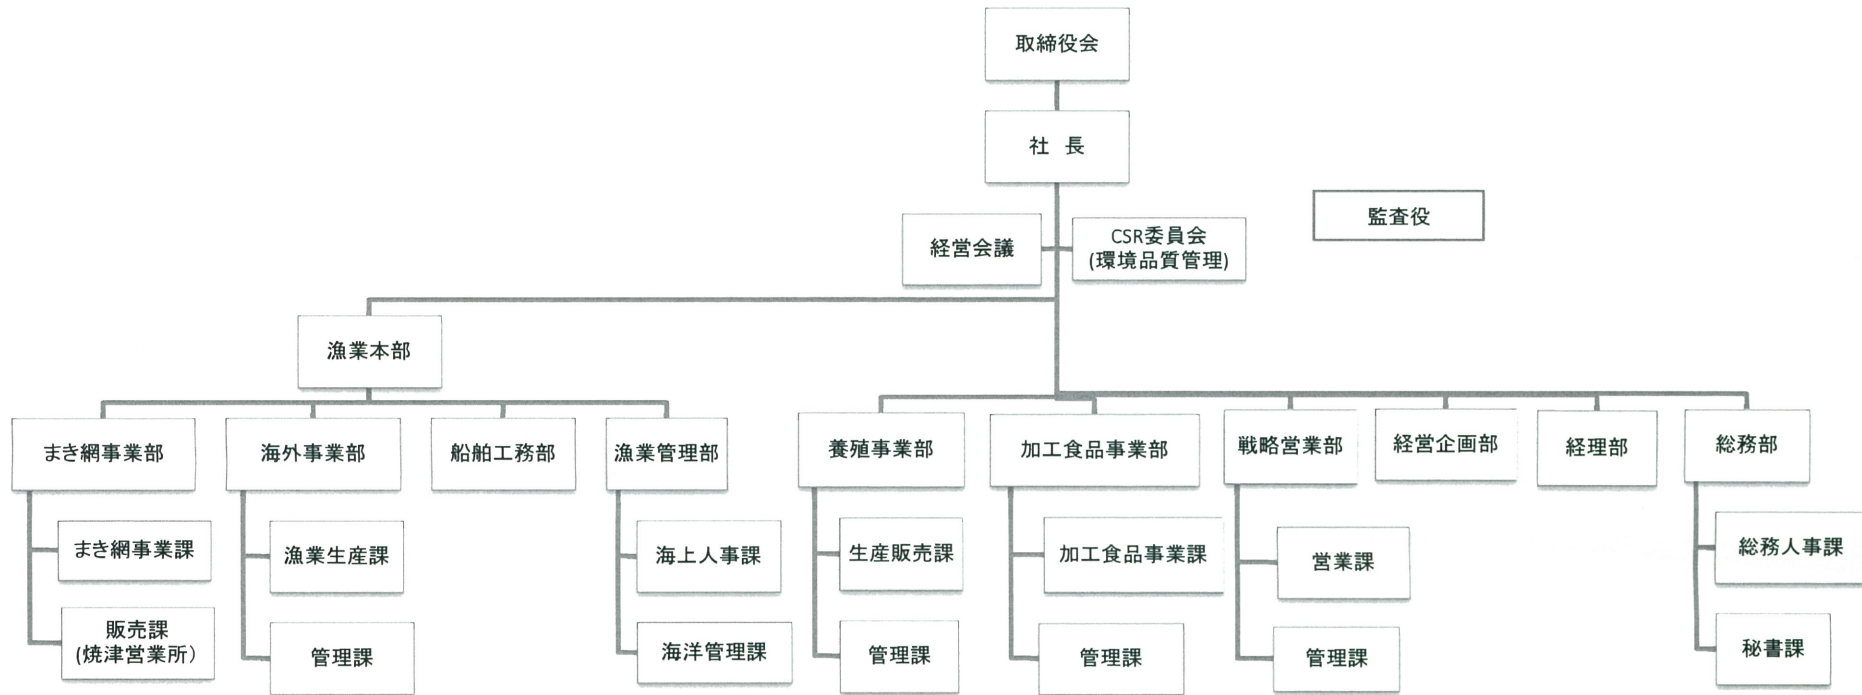 取締役会
社 長
監査役
経営会議
CSR委員会
(環境品質管理)
漁業本部
まき網事業部
海外事業部
船舶工務部
漁業管理部
養殖事業部
加工食品事業部
戦略営業部
経営企画部
経理部
総務部
まき網事業課
漁業生産課
海上人事課
生産販売課
加工食品事業課
営業課
総務人事課
販売課
(焼津営業所)
管理課
海洋管理課
管理課
管理課
管理課
秘書課